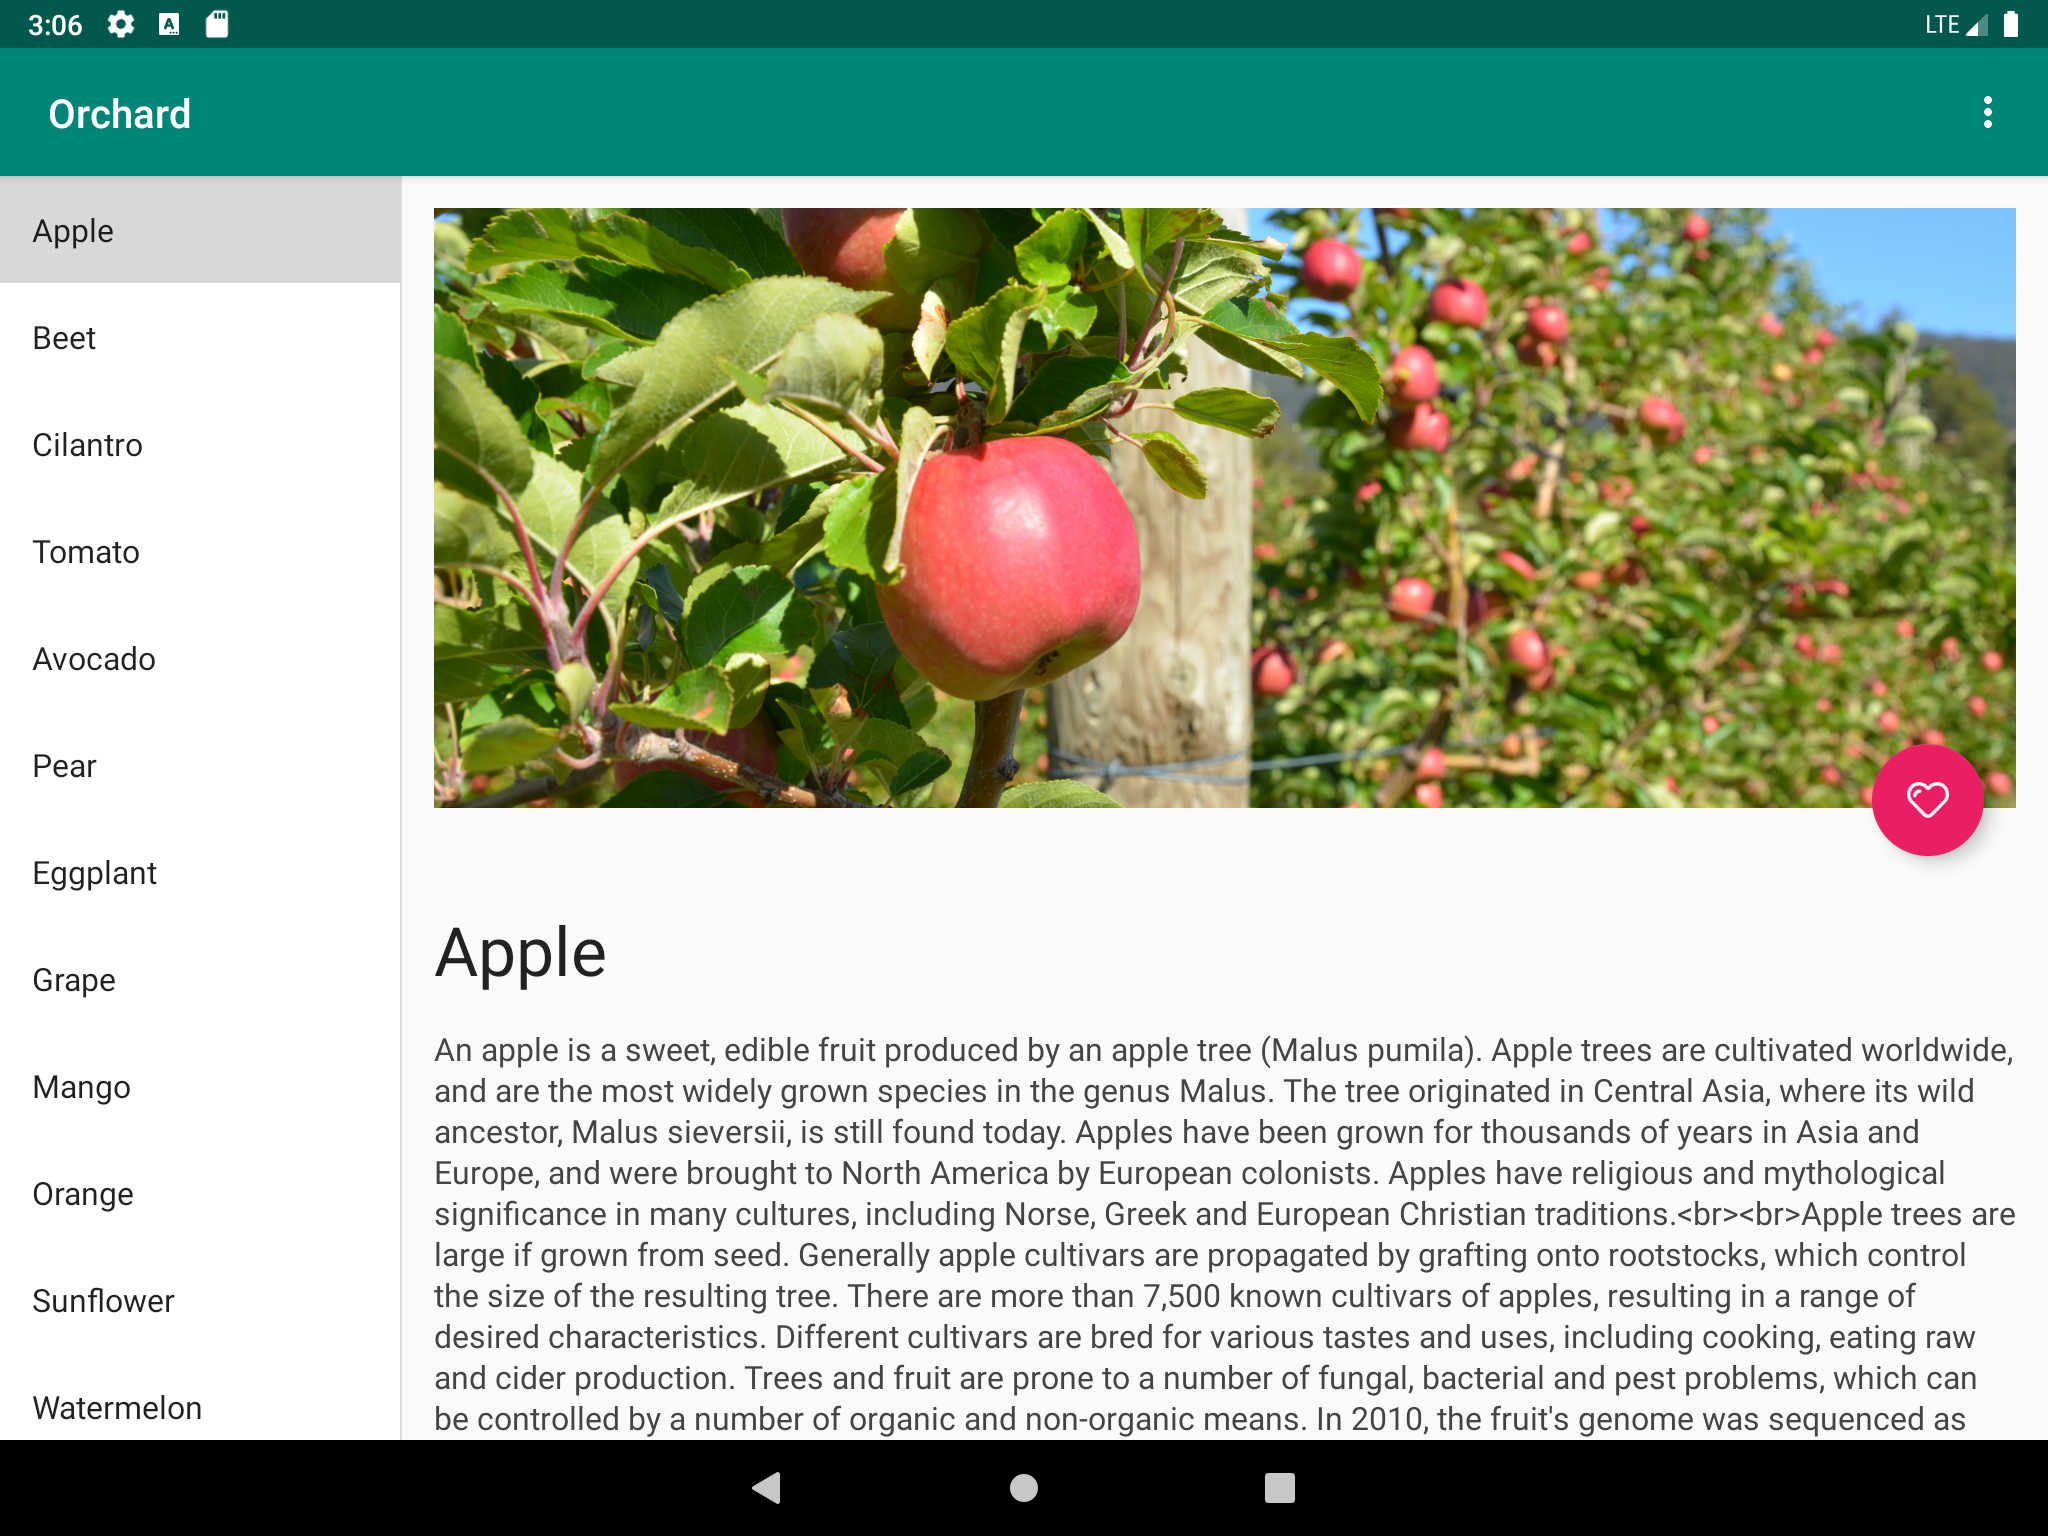 3:06
LTE
Orchard
Apple
Beet
Cilantro
Tomato
Avocado
Pear
Eggplant
Grape
Mango
Orange
Sunflower
Watermelon
Apple
An apple is a sweet, edible fruit produced by an apple tree (Malus pumila). Apple trees are cultivated worldwide,
and are the most widely grown species in the genus Malus. The tree originated in Central Asia, where its wild
ancestor, Malus sieversii, is still found today. Apples have been grown for thousands of years in Asia and
Europe, and were brought to North America by European colonists. Apples have religious and mythological
significance in many cultures, including Norse, Greek and European Christian traditions.<br><br>Apple trees are
large if grown from seed. Generally apple cultivars are propagated by grafting onto rootstocks, which control
the size of the resulting tree. There are more than 7,500 known cultivars of apples, resulting in a range of
desired characteristics. Different cultivars are bred for various tastes and uses, including cooking, eating raw
and cider production. Trees and fruit are prone to a number of fungal, bacterial and pest problems, which can
be controlled by a number of organic and non-organic means. In 2010, the fruit's genome was sequenced as